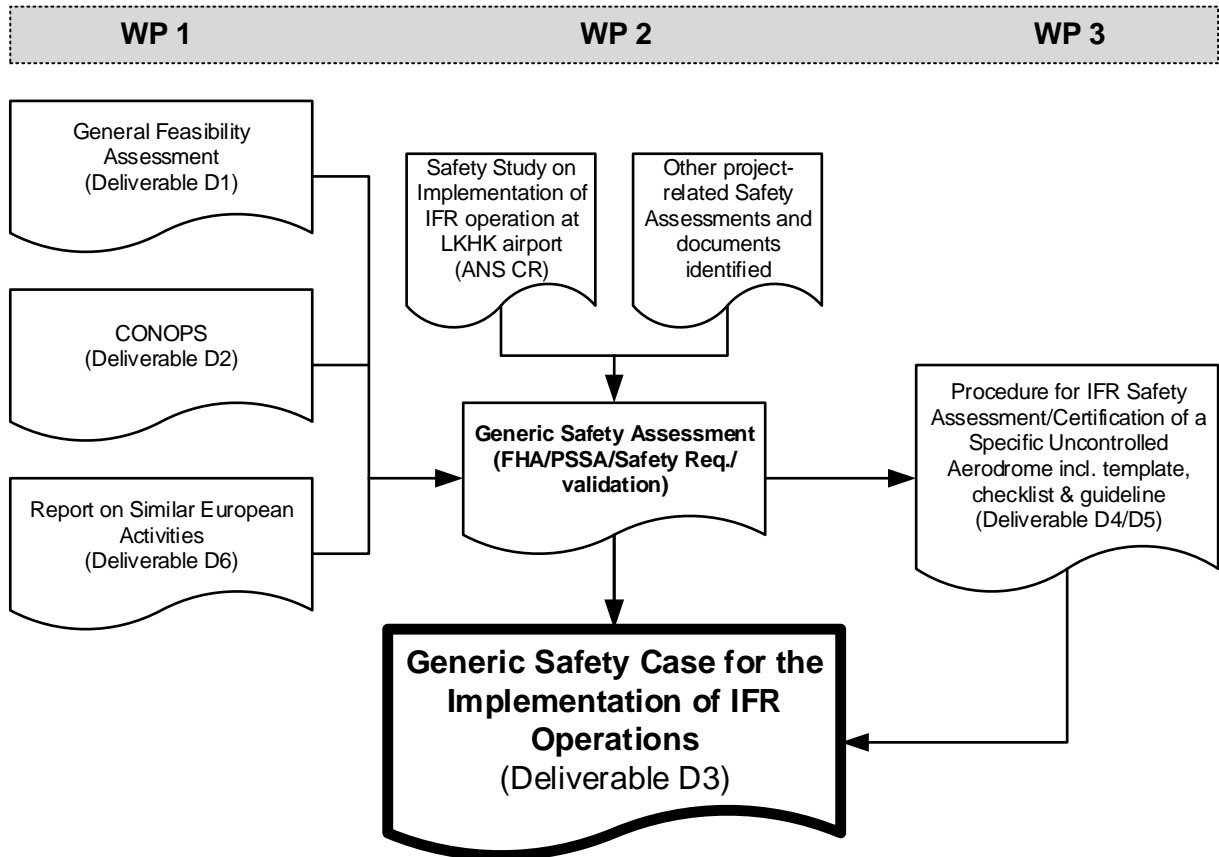 WP 1
WP 2
WP 3
General Feasibility
Assessment
(Deliverable D1)
CONOPS
(Deliverable D2)
Report on Similar European
Activities
(Deliverable D6)
Safety Study on
Implementation of
IFR operation at
LKHK airport
(ANS CR)
Other project-
related Safety
Assessments and
documents
identified
Generic Safety Assessment
(FHA/PSSA/Safety Req./
validation)
Procedure for IFR Safety
Assessment/Certification of a
Specific Uncontrolled
Aerodrome incl. template,
checklist & guideline
(Deliverable D4/D5)
Generic Safety Case for the
Implementation of IFR
Operations
(Deliverable D3)